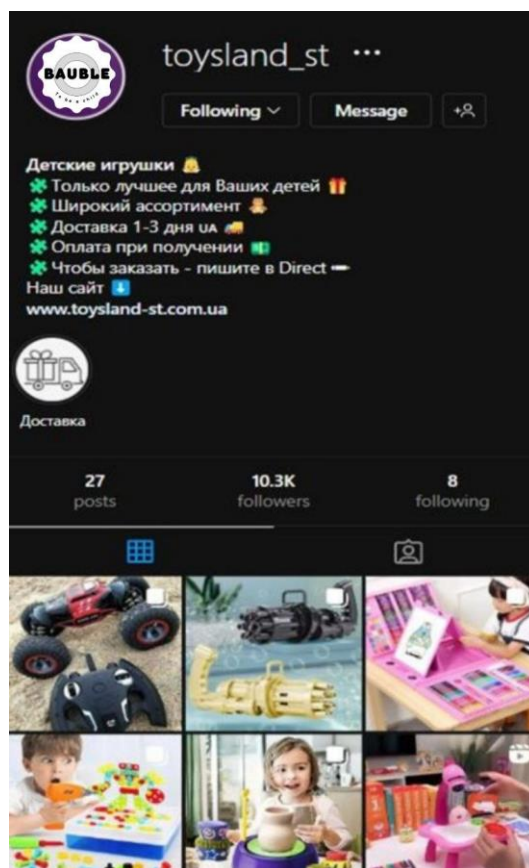 BAUBLE
toysland_st
Following
Message
Детские игрушки
Только лучшее для Ваших детей
Широкий ассортимент
Доставка 1-3 дня UA
Оплата при получении
Чтобы заказать - пишите в Direct
Наш сайт
www.toysland-st.com.ua
Доставка
27 10.3K 8
posts followers following